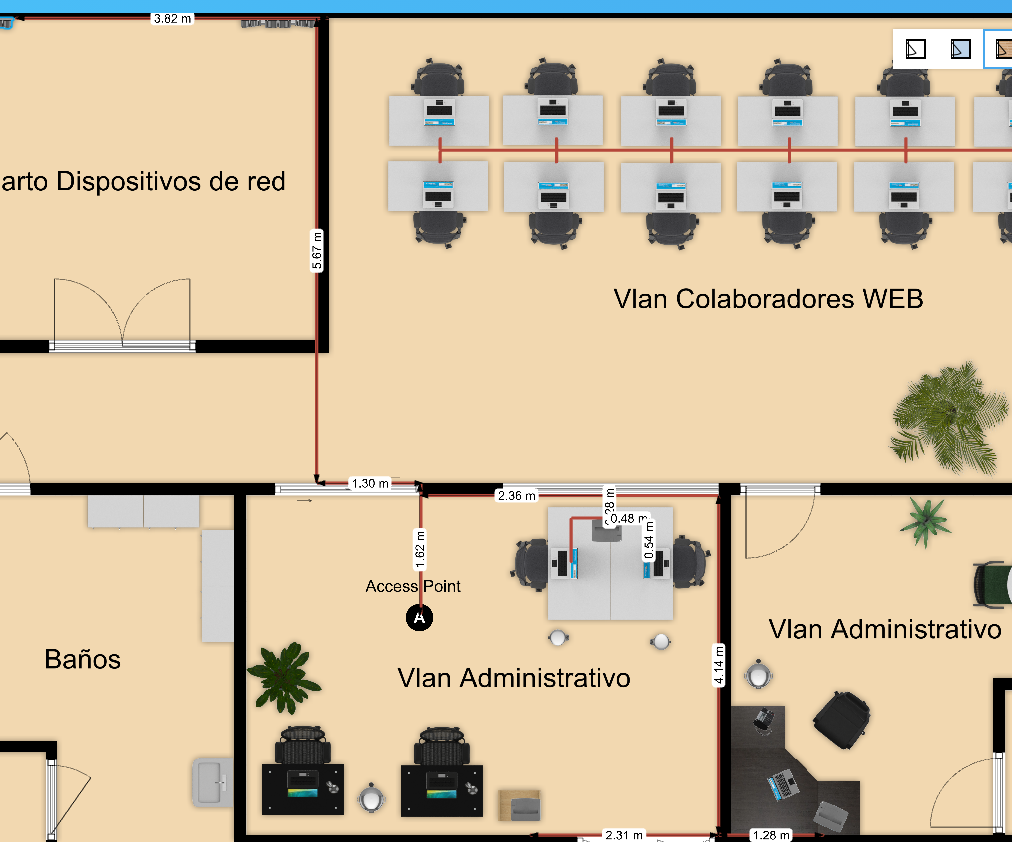 3.82 m
arto Dispositivos de red
5.67 m
Vlan Colaboradores WEB
1.30 m
2.36 m
0.48 m
0.54 m
1.62 m
Access Point
A
Vlan Administrativo
Vlan Administrativo
Baños
4.14 m
2.31 m
1.28 m